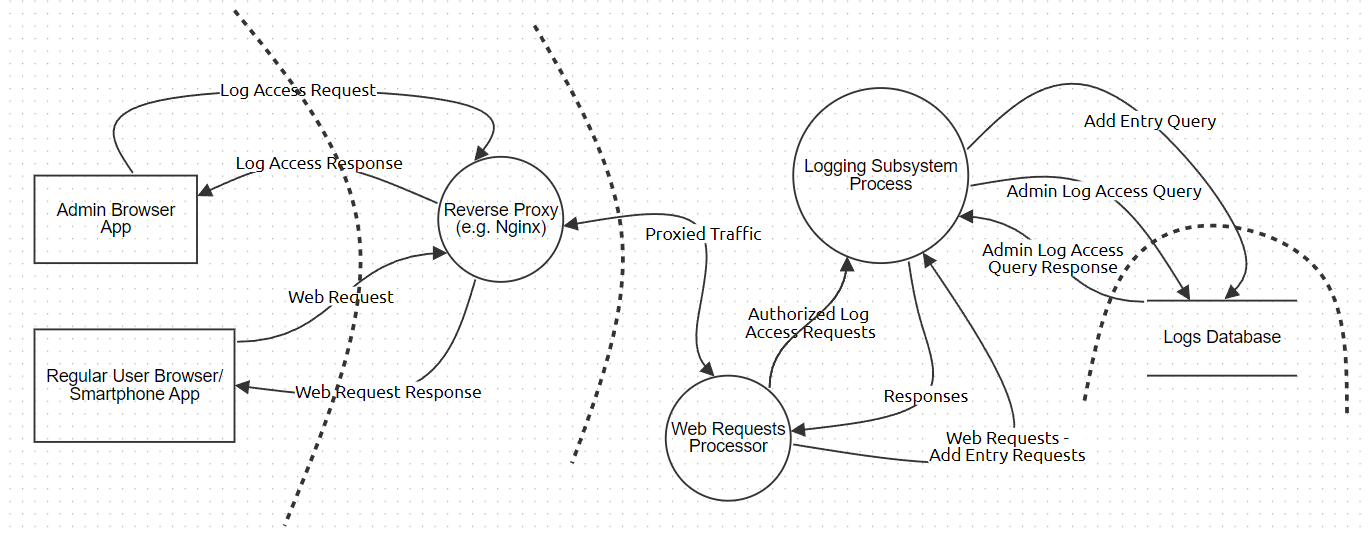 Log Access Request
Log Access Response
Admin Browser
App
Reverse Proxy
(e.g. Nginx)
Web Request
Regular User Browser/
Smartphone App
Web Request Response
Proxied Traffic
Logging Subsystem
Process
Add Entry Query
Admin Log Access Query
Admin Log Access
Query Response
Logs Database
Authorized Log
Access Requests
Responses
Web Requests
Processor
Web Requests -
Add Entry Requests